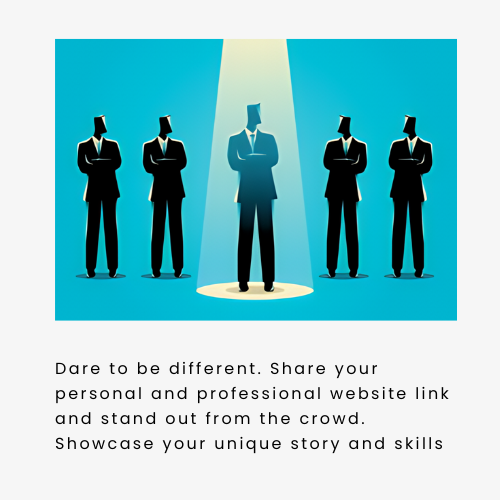 Dare to be different. Share your
personal and professional website link
and stand out from the crowd.
Showcase your unique story and skills